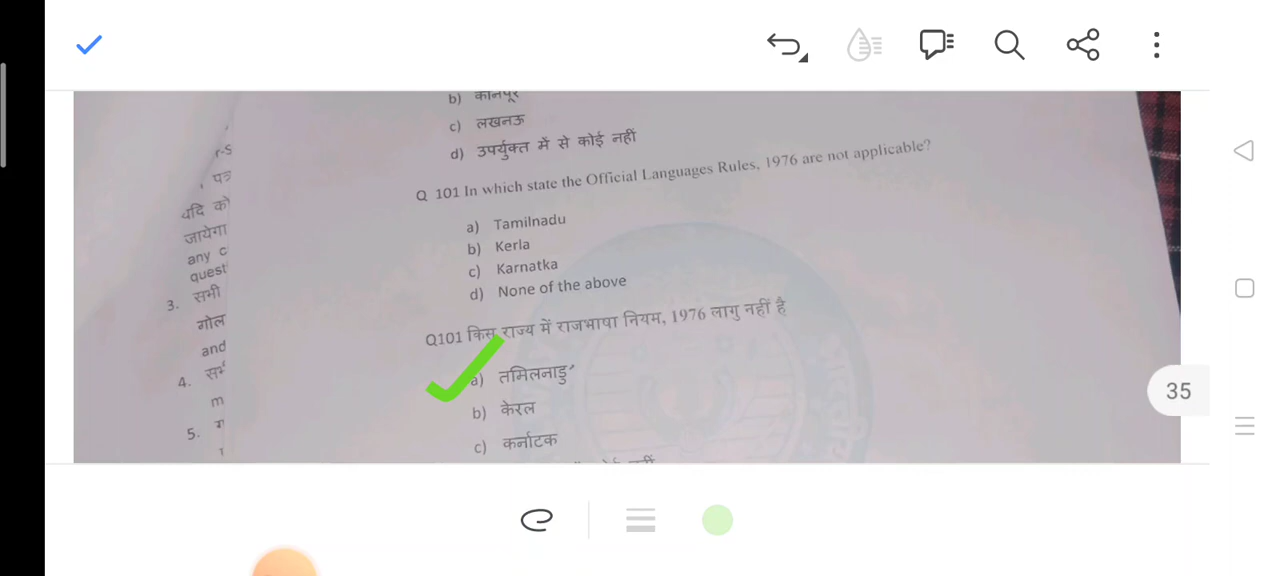 b) कानपूर
c) लखनऊ
d) उपर्युक्त में से कोई नहीं
Q 101 In which state the Official Languages Rules, 1976 are not applicable?
a) Tamilnadu
b) Kerla
c) Karnatka
d) None of the above
Q101 किस राज्य में राजभाषा नियम, 1976 लागु नहीं है
a) तमिलनाडु
b) केरल
c) कर्नाटक
यदि को
जायेगा
any c
quest
3. सभी
गोल
and
4.
m
5.
35